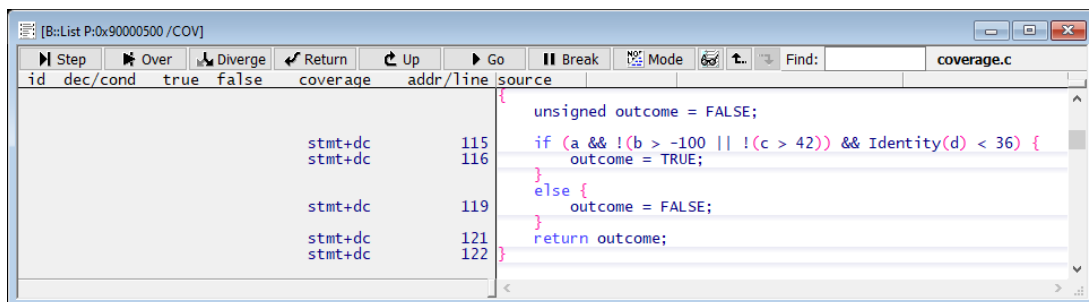 [B::List P:0x90000500 /COV]
Step Over Diverge Return Up Go Break Mode Find: coverage.c
id dec/cond true false coverage addr/line source
{
unsigned outcome = FALSE;
stmt+dc 115 if (a && !(b > -100 || !(c > 42)) && Identity(d) < 36) {
stmt+dc 116 outcome = TRUE;
}
else {
stmt+dc 119 outcome = FALSE;
}
stmt+dc 121 return outcome;
stmt+dc 122 }